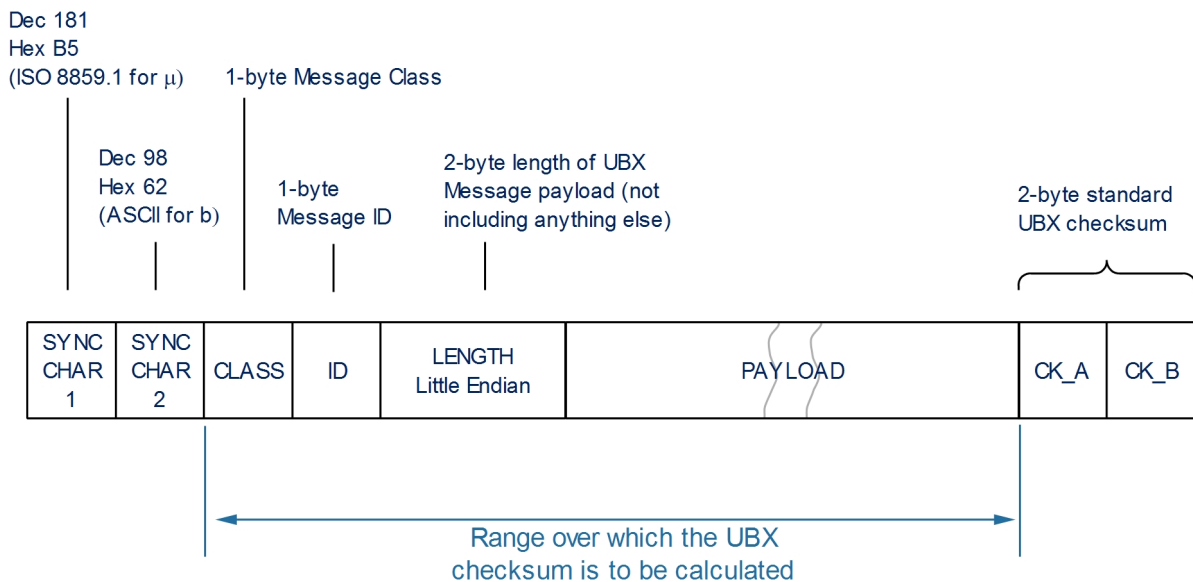 Dec 181
Hex B5
(ISO 8859.1 for μ)
1-byte Message Class
Dec 98
Hex 62
(ASCII for b)
1-byte
Message ID
2-byte length of UBX
Message payload (not
including anything else)
2-byte standard
UBX checksum
SYNC
CHAR
1
SYNC
CHAR
2
CLASS
ID
LENGTH
Little Endian
PAYLOAD
CK_A
CK_B
Range over which the UBX
checksum is to be calculated